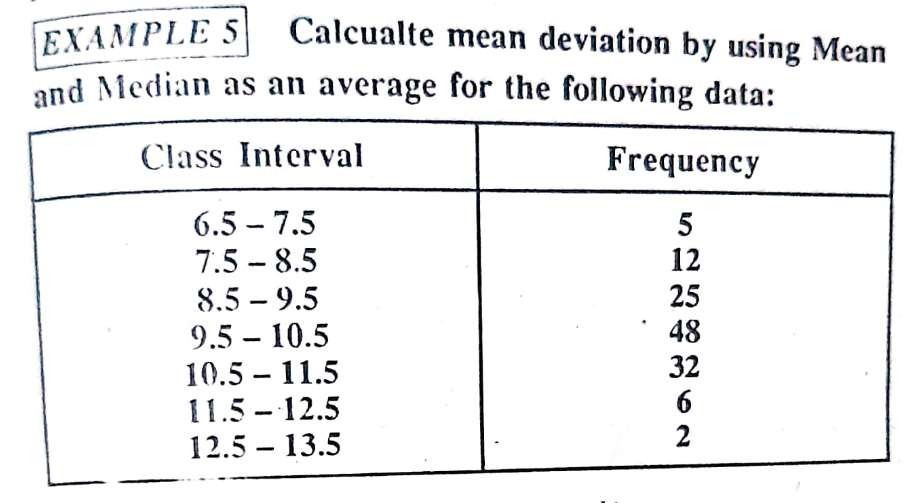 EXAMPLE 5 Calcualte mean deviation by using Mean
and Median as an average for the following data:
Class Interval Frequency
6.5 – 7.5 5
7.5 – 8.5 12
8.5 – 9.5 25
9.5 – 10.5 48
10.5 – 11.5 32
11.5 – 12.5 6
12.5 – 13.5 2